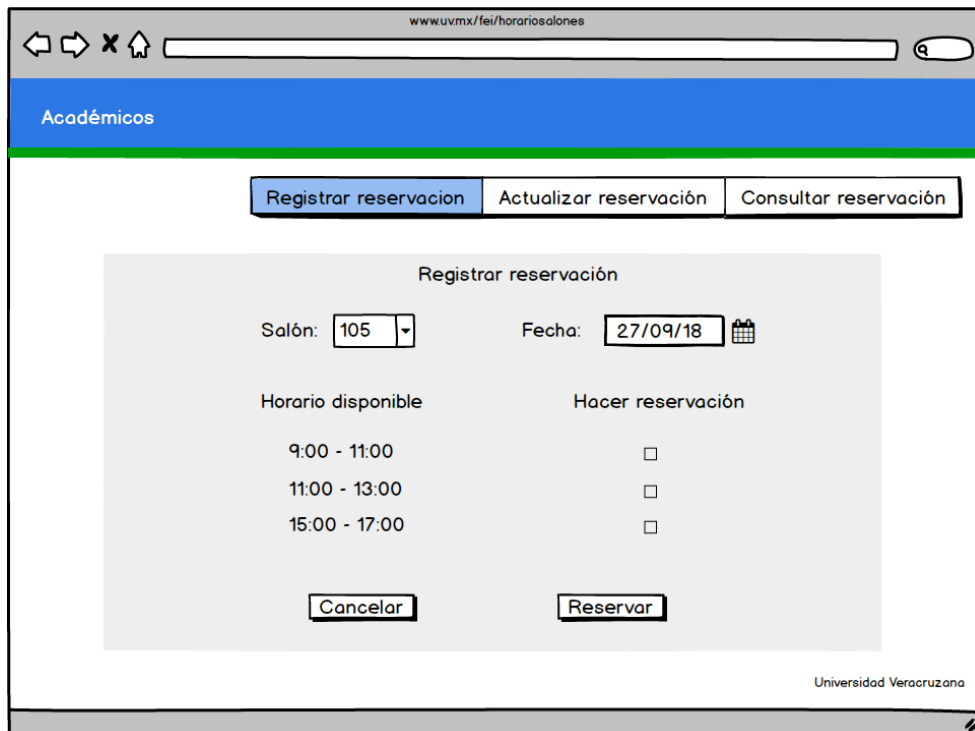 www.uv.mx/fei/horariosalones
Académicos
Registrar reservacion Actualizar reservación Consultar reservación
Registrar reservación
Salón: 105 Fecha: 27/09/18
Horario disponible Hacer reservación
9:00 - 11:00
11:00 - 13:00
15:00 - 17:00
Cancelar Reservar
Universidad Veracruzana